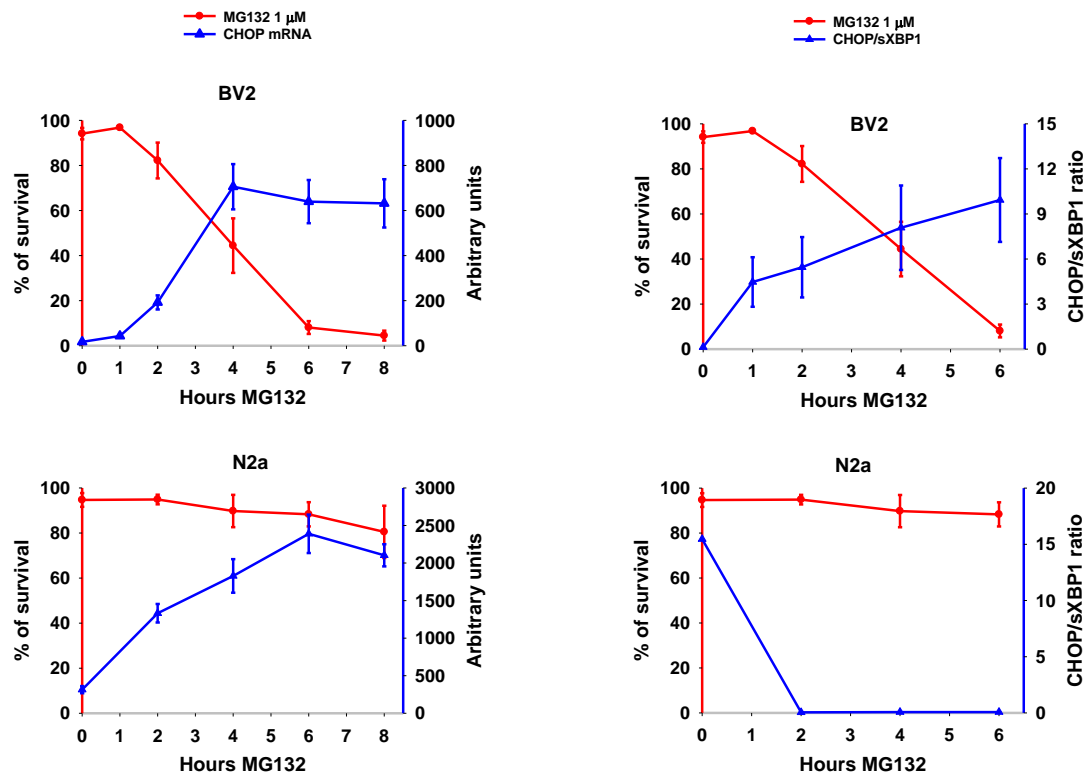 MG132 1 μM
CHOP mRNA
MG132 1 μM
CHOP/sXBP1
BV2
% of survival
100
80
60
40
20
0
1000
800
600
400
200
0
Arbitrary units
0 1 2 3 4 5 6 7 8
Hours MG132
BV2
% of survival
100
80
60
40
20
0
15
12
9
6
3
0
CHOP/sXBP1 ratio
0 1 2 3 4 5 6
Hours MG132
N2a
% of survival
100
80
60
40
20
0
3000
2500
2000
1500
1000
500
0
Arbitrary units
0 1 2 3 4 5 6 7 8
Hours MG132
N2a
% of survival
100
80
60
40
20
0
20
15
10
5
0
CHOP/sXBP1 ratio
0 1 2 3 4 5 6
Hours MG132